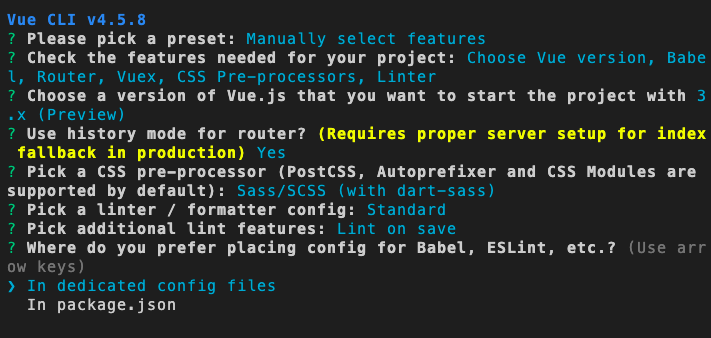 Vue CLI v4.5.8
? Please pick a preset: Manually select features
? Check the features needed for your project: Choose Vue version, Babe
l, Router, Vuex, CSS Pre-processors, Linter
? Choose a version of Vue.js that you want to start the project with 3
.x (Preview)
? Use history mode for router? (Requires proper server setup for index
 fallback in production) Yes
? Pick a CSS pre-processor (PostCSS, Autoprefixer and CSS Modules are
supported by default): Sass/SCSS (with dart-sass)
? Pick a linter / formatter config: Standard
? Pick additional lint features: Lint on save
? Where do you prefer placing config for Babel, ESLint, etc.? (Use arr
ow keys)
❯ In dedicated config files
  In package.json